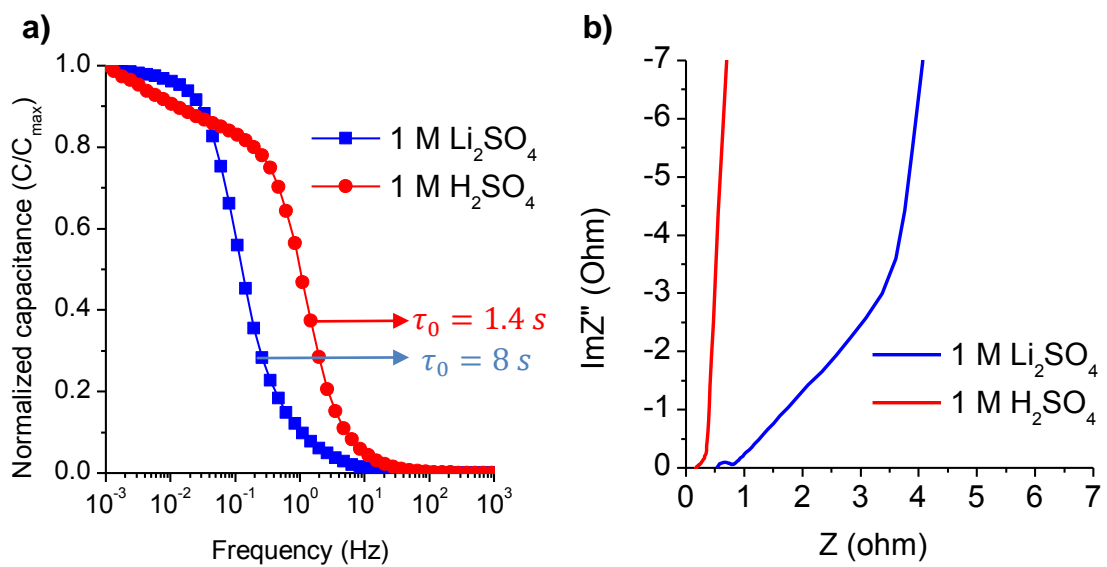 a)
Normalized capacitance (C/Cₘₐₓ)
1.0
0.8
0.6
0.4
0.2
0.0
1 M Li₂SO₄
1 M H₂SO₄
τ₀ = 1.4 s
τ₀ = 8 s
10⁻³ 10⁻² 10⁻¹ 10⁰ 10¹ 10² 10³
Frequency (Hz)
b)
ImZ" (Ohm)
-7
-6
-5
-4
-3
-2
-1
0
1 M Li₂SO₄
1 M H₂SO₄
0 1 2 3 4 5 6 7
Z (ohm)